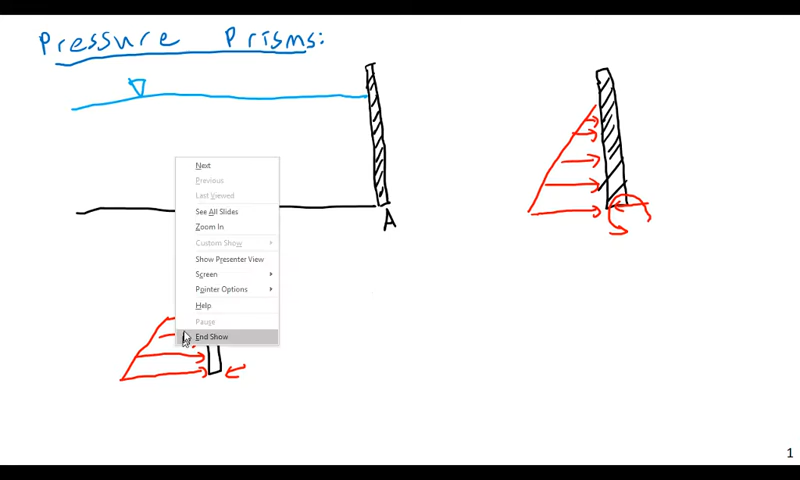 Pressure Prisms:
A
Next
Previous
Last Viewed
See All Slides
Zoom In
Custom Show
Show Presenter View
Screen
Pointer Options
Help
Pause
End Show
1